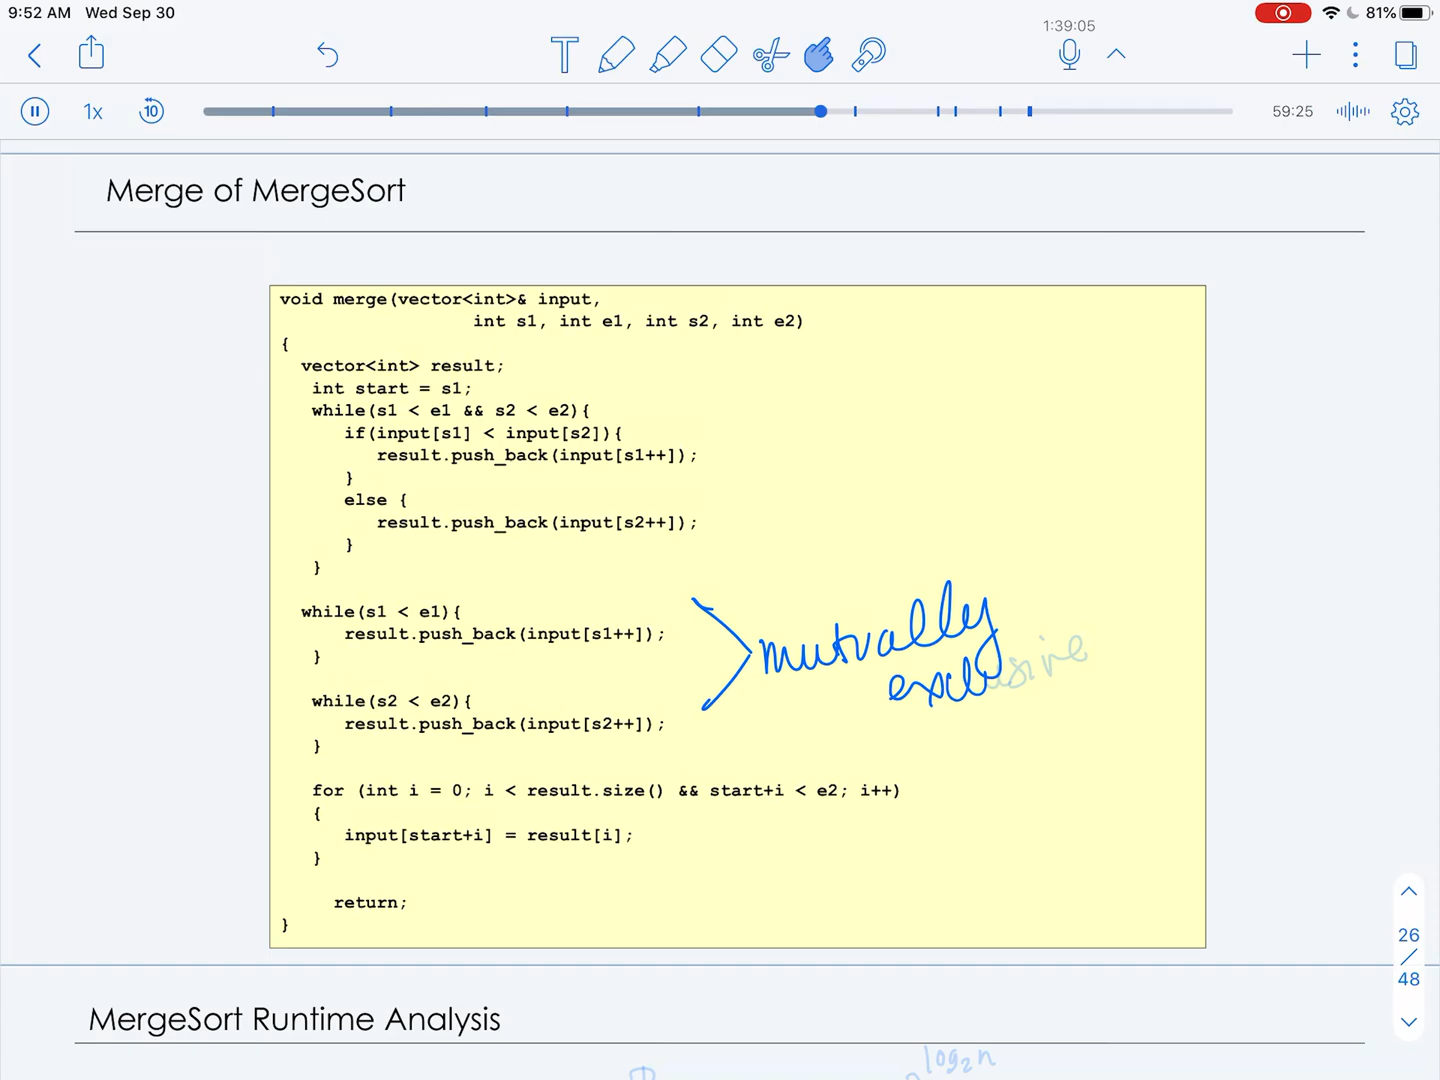 9:52 AM Wed Sep 30
81%
1:39:05
T
1x
10
59:25
Merge of MergeSort
void merge(vector<int>& input,
int s1, int e1, int s2, int e2)
{
vector<int> result;
int start = s1;
while(s1 < e1 && s2 < e2){
if(input[s1] < input[s2]){
result.push_back(input[s1++]);
}
else {
result.push_back(input[s2++]);
}
}
while(s1 < e1){
result.push_back(input[s1++]);
}
while(s2 < e2){
result.push_back(input[s2++]);
}
mutually
exclusive
for (int i = 0; i < result.size() && start+i < e2; i++)
{
input[start+i] = result[i];
}
return;
}
26
/
48
MergeSort Runtime Analysis
log₂n